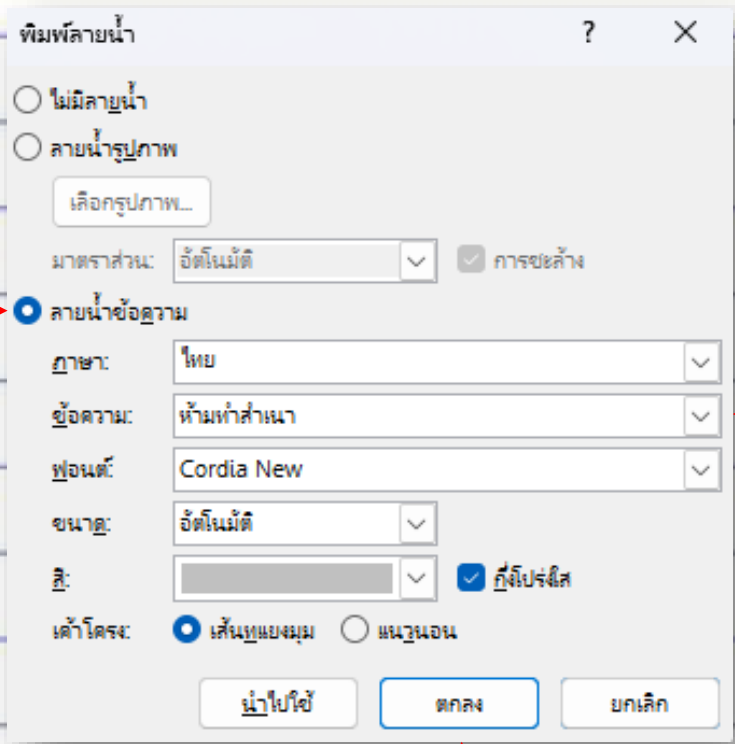 พิมพ์ลายน้ำ ?
ไม่มีลายน้ำ
ลายน้ำรูปภาพ
เลือกรูปภาพ...
มาตราส่วน: อัตโนมัติ การชะล้าง
ลายน้ำข้อความ
ภาษา: ไทย
ข้อความ: ห้ามทำสำเนา
ฟอนต์: Cordia New
ขนาด: อัตโนมัติ
สี: กึ่งโปร่งใส
เค้าโครง: เส้นทแยงมุม แนวนอน
นำไปใช้ ตกลง ยกเลิก